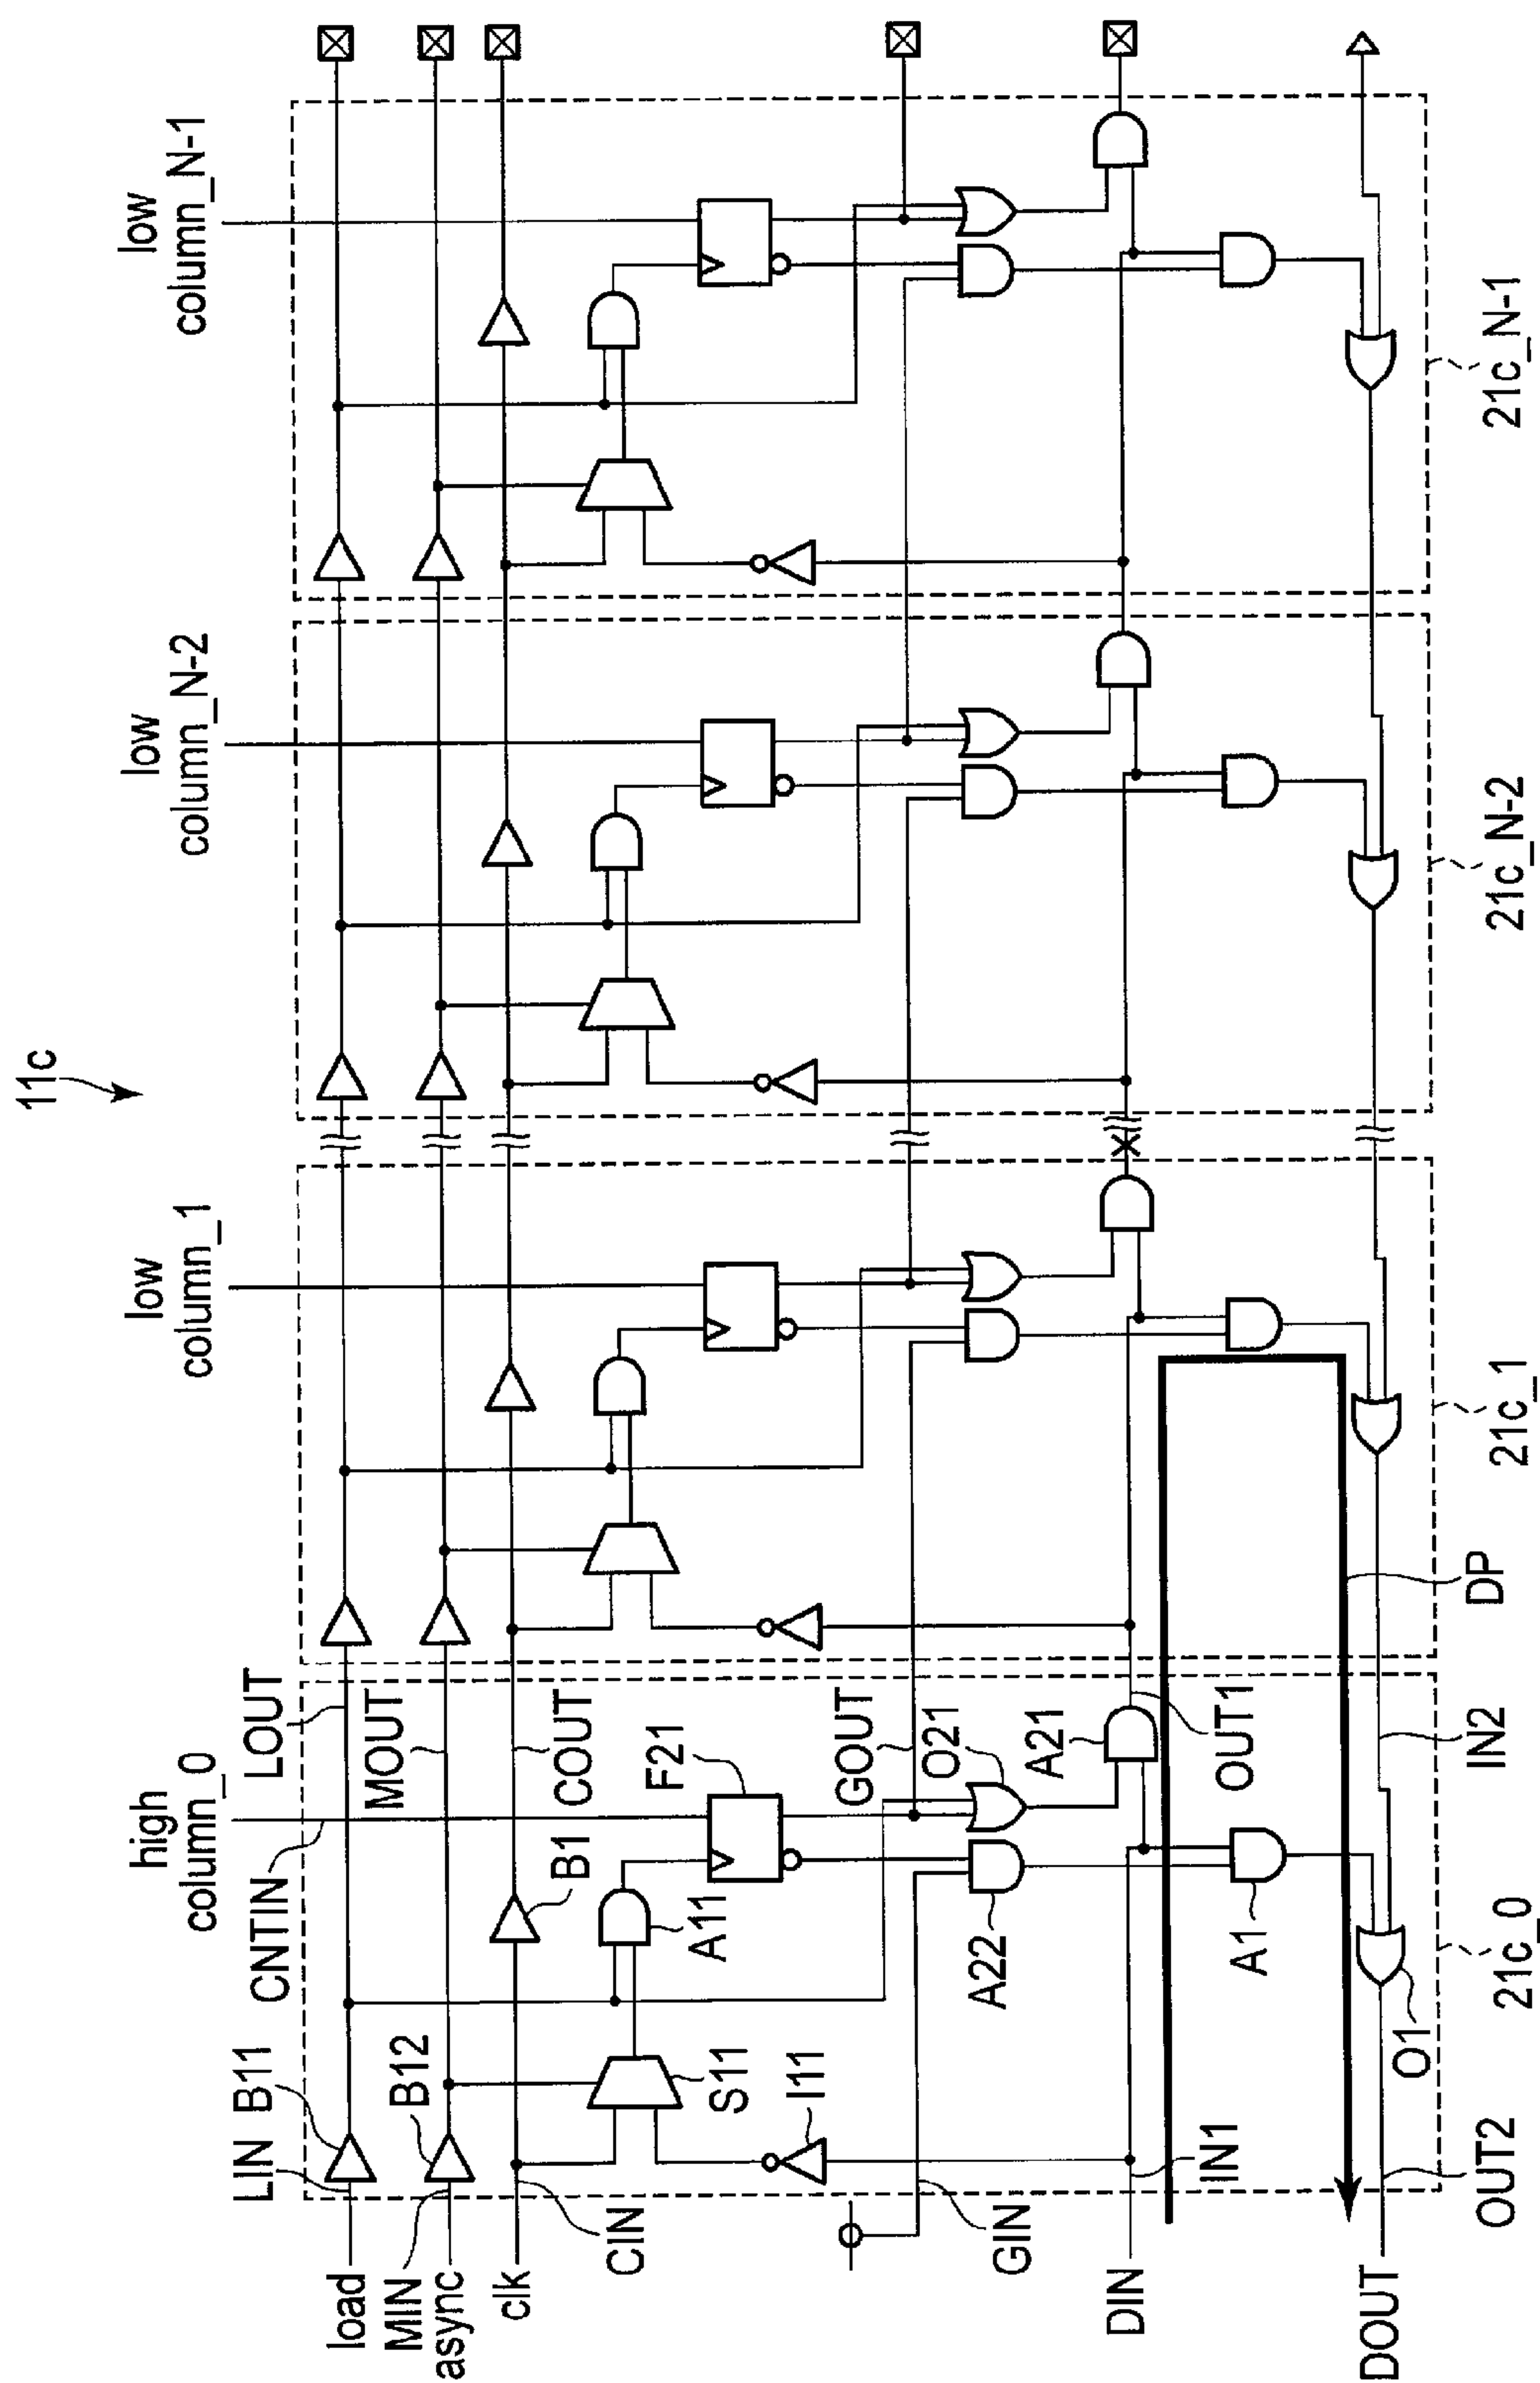 11c
high
column_0
low
column_1
low
column_N-2
low
column_N-1
CNTIN
LOUT
MOUT
COUT
F21
GOUT
O21
A21
OUT1
IN2
DP
LIN
B11
B12
B1
A11
A22
A1
S11
I11
O1
load
MIN
async
clk
CIN
GIN
DIN
IN1
DOUT
OUT2
21c_0
21c_1
21c_N-2
21c_N-1